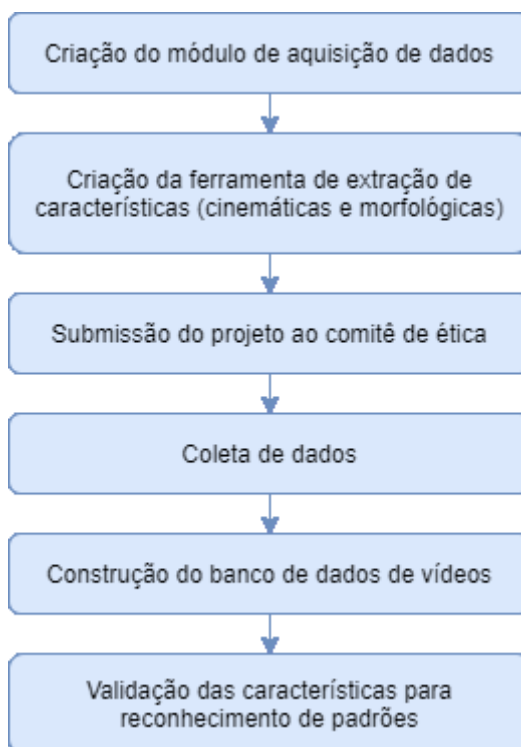 Criação do módulo de aquisição de dados
Criação da ferramenta de extração de
características (cinemáticas e morfológicas)
Submissão do projeto ao comitê de ética
Coleta de dados
Construção do banco de dados de vídeos
Validação das características para
reconhecimento de padrões